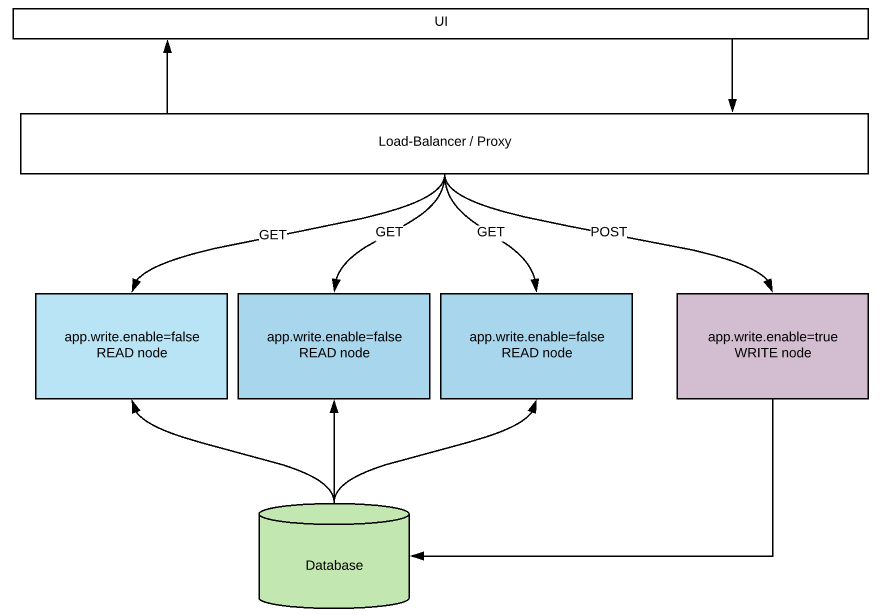 UI
Load-Balancer / Proxy
GET
GET
GET
POST
app.write.enable=false
READ node
app.write.enable=false
READ node
app.write.enable=false
READ node
app.write.enable=true
WRITE node
Database